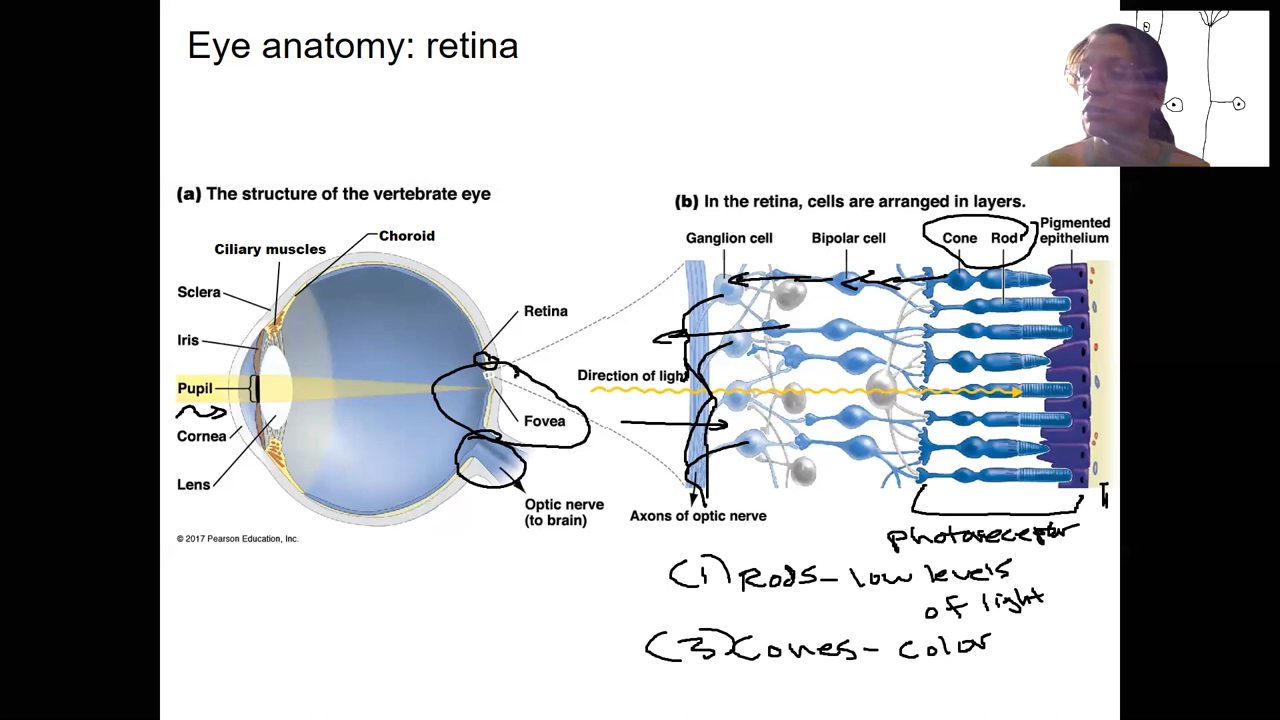 Eye anatomy: retina
(a) The structure of the vertebrate eye
Choroid
Ciliary muscles
Sclera
Retina
Iris
Pupil
Fovea
Cornea
Lens
Optic nerve
(to brain)
© 2017 Pearson Education, Inc.
(b) In the retina, cells are arranged in layers.
Ganglion cell
Bipolar cell
Cone
Rod
Pigmented
epithelium
Direction of light
Axons of optic nerve
photoreceptor
(1) Rods - low levels
of light
(3) Cones - color